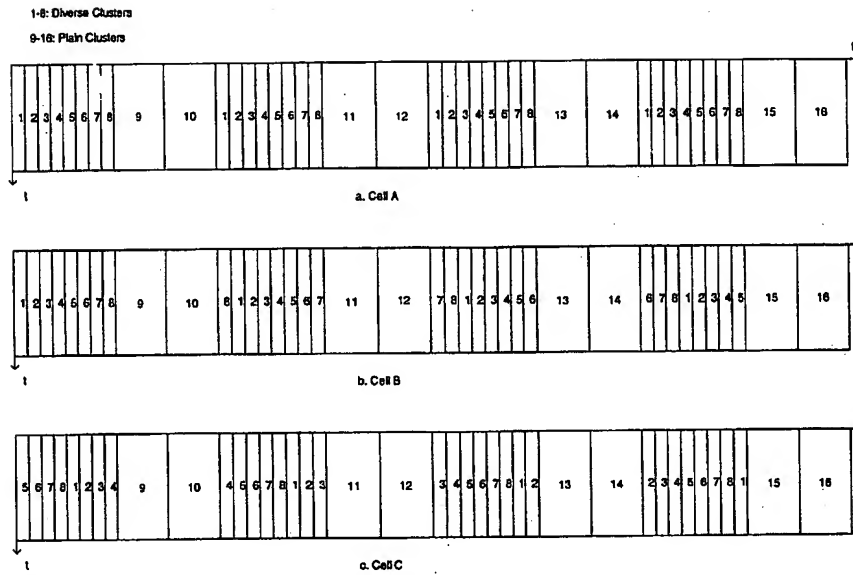 1-8: Diverse Clusters
9-16: Plain Clusters
f
1 2 3 4 5 6 7 8 9 10 1 2 3 4 5 6 7 8 11 12 1 2 3 4 5 6 7 8 13 14 1 2 3 4 5 6 7 8 15 16
t
a. Cell A
1 2 3 4 5 6 7 8 9 10 8 1 2 3 4 5 6 7 11 12 7 8 1 2 3 4 5 6 13 14 6 7 8 1 2 3 4 5 15 16
t
b. Cell B
5 6 7 8 1 2 3 4 9 10 4 5 6 7 8 1 2 3 11 12 3 4 5 6 7 8 1 2 13 14 2 3 4 5 6 7 8 1 15 16
t
c. Cell C